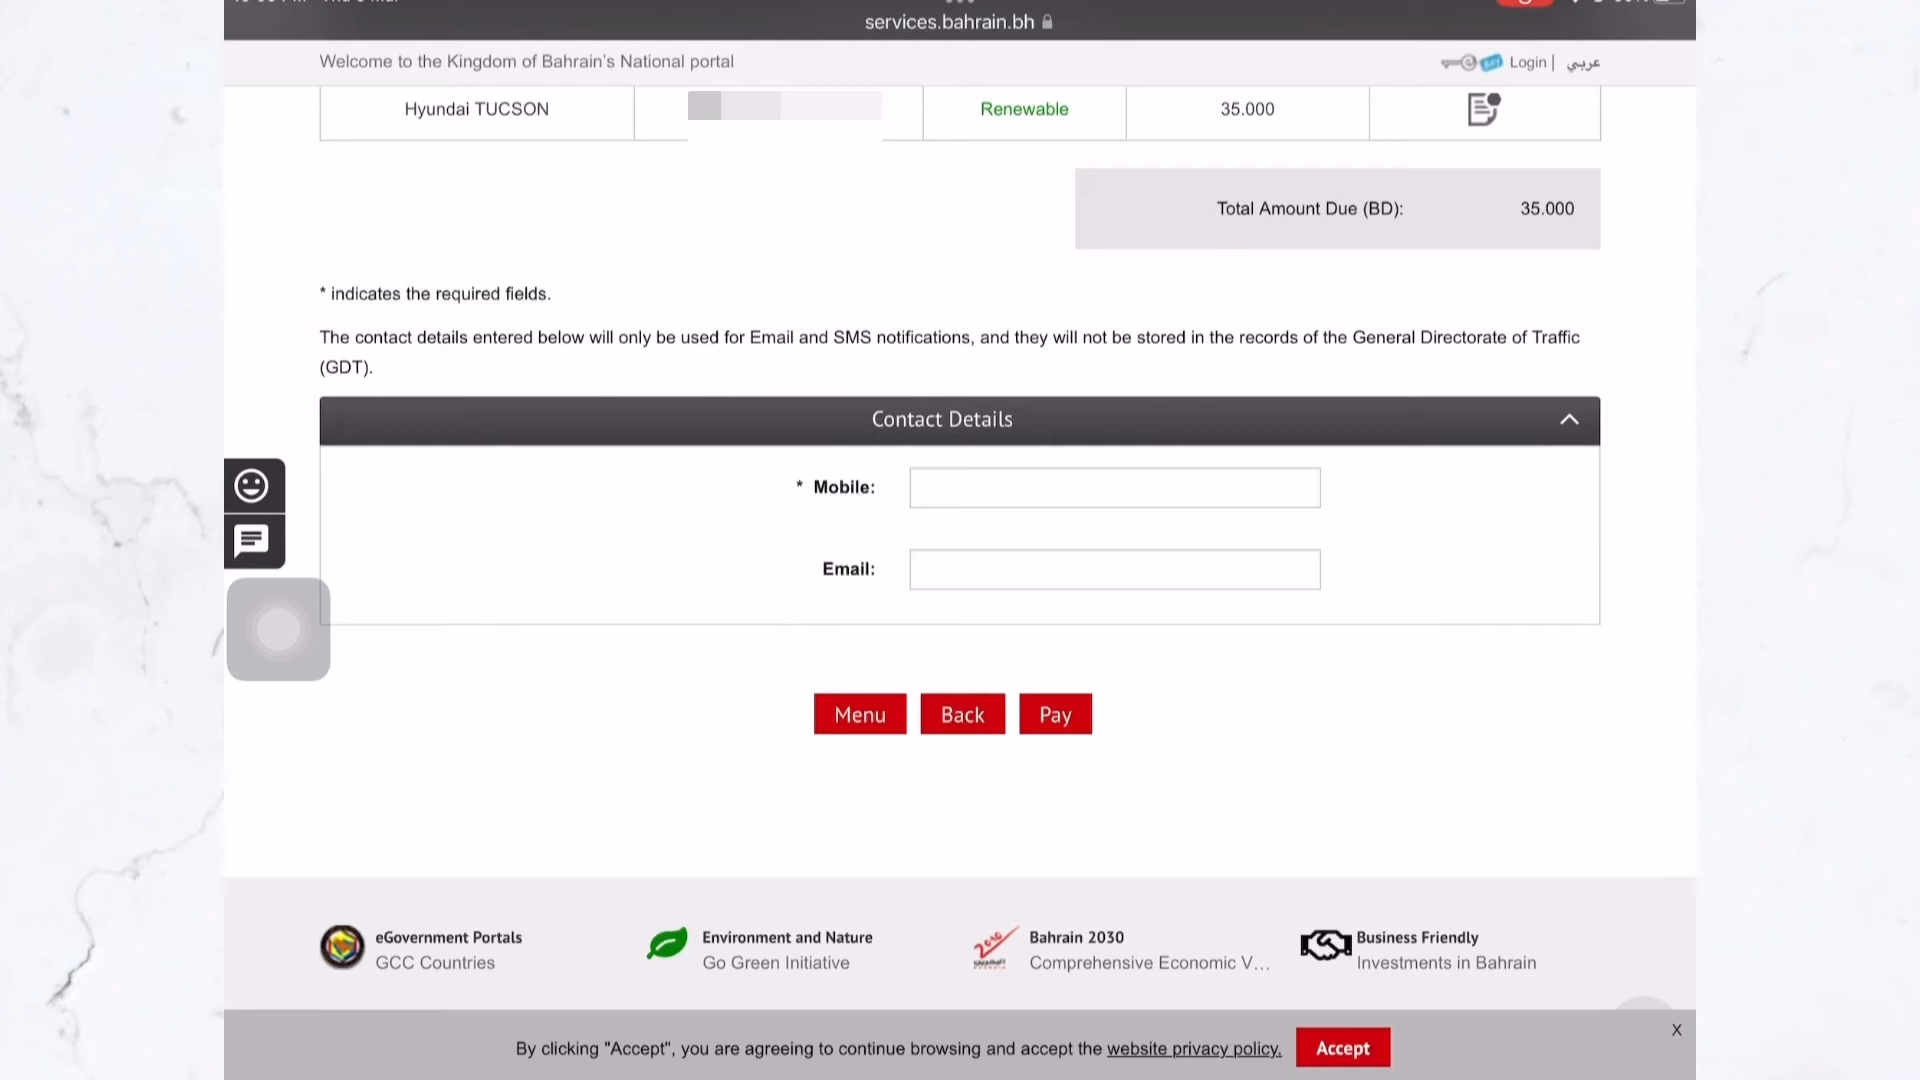 services.bahrain.bh
Welcome to the Kingdom of Bahrain's National portal
Login | عربي
Hyundai TUCSON Renewable 35.000
Total Amount Due (BD): 35.000
* indicates the required fields.
The contact details entered below will only be used for Email and SMS notifications, and they will not be stored in the records of the General Directorate of Traffic
(GDT).
Contact Details
* Mobile:
Email:
Menu Back Pay
eGovernment Portals
GCC Countries
Environment and Nature
Go Green Initiative
Bahrain 2030
Comprehensive Economic V...
Business Friendly
Investments in Bahrain
X
By clicking "Accept", you are agreeing to continue browsing and accept the website privacy policy. Accept